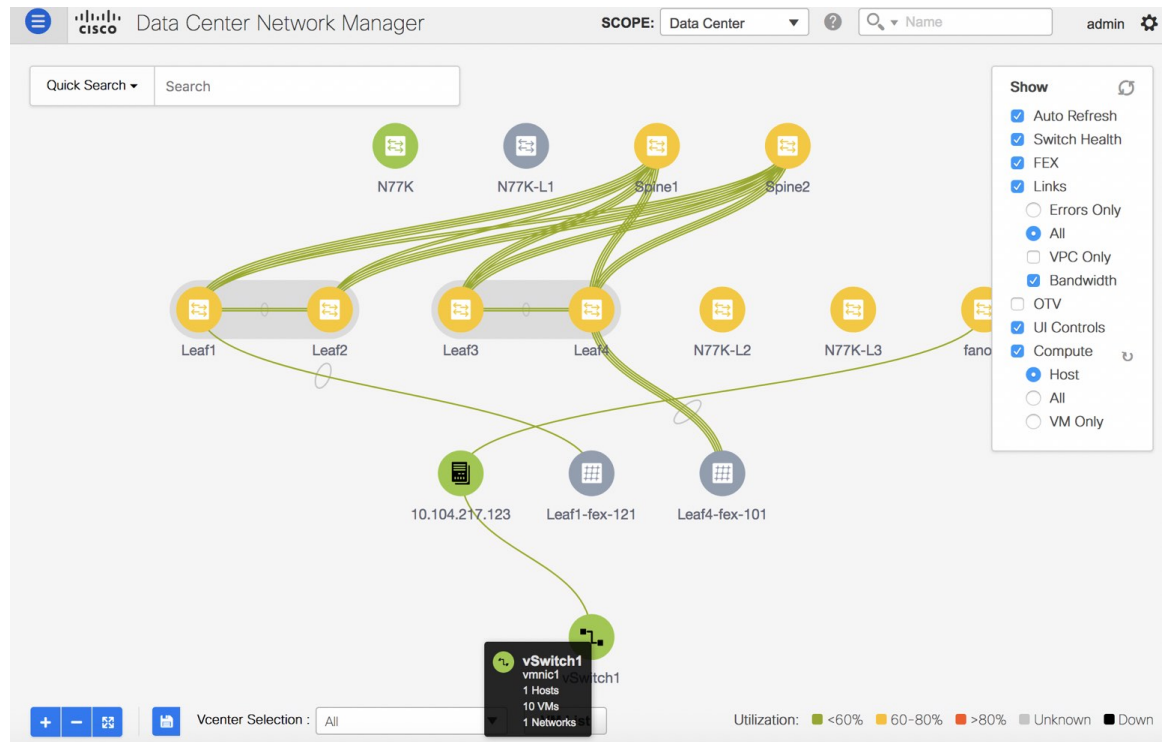 cisco Data Center Network Manager SCOPE: Data Center Name admin
Quick Search Search
Show
Auto Refresh
Switch Health
FEX
Links
Errors Only
All
VPC Only
Bandwidth
OTV
UI Controls
Compute
Host
All
VM Only
N77K N77K-L1 Spine1 Spine2
Leaf1 Leaf2 Leaf3 Leaf4 N77K-L2 N77K-L3 fano
10.104.217.123 Leaf1-fex-121 Leaf4-fex-101
vSwitch1
vSwitch1
vmnic1
1 Hosts
10 VMs
1 Networks
Vcenter Selection : All
Utilization: <60% 60-80% >80% Unknown Down